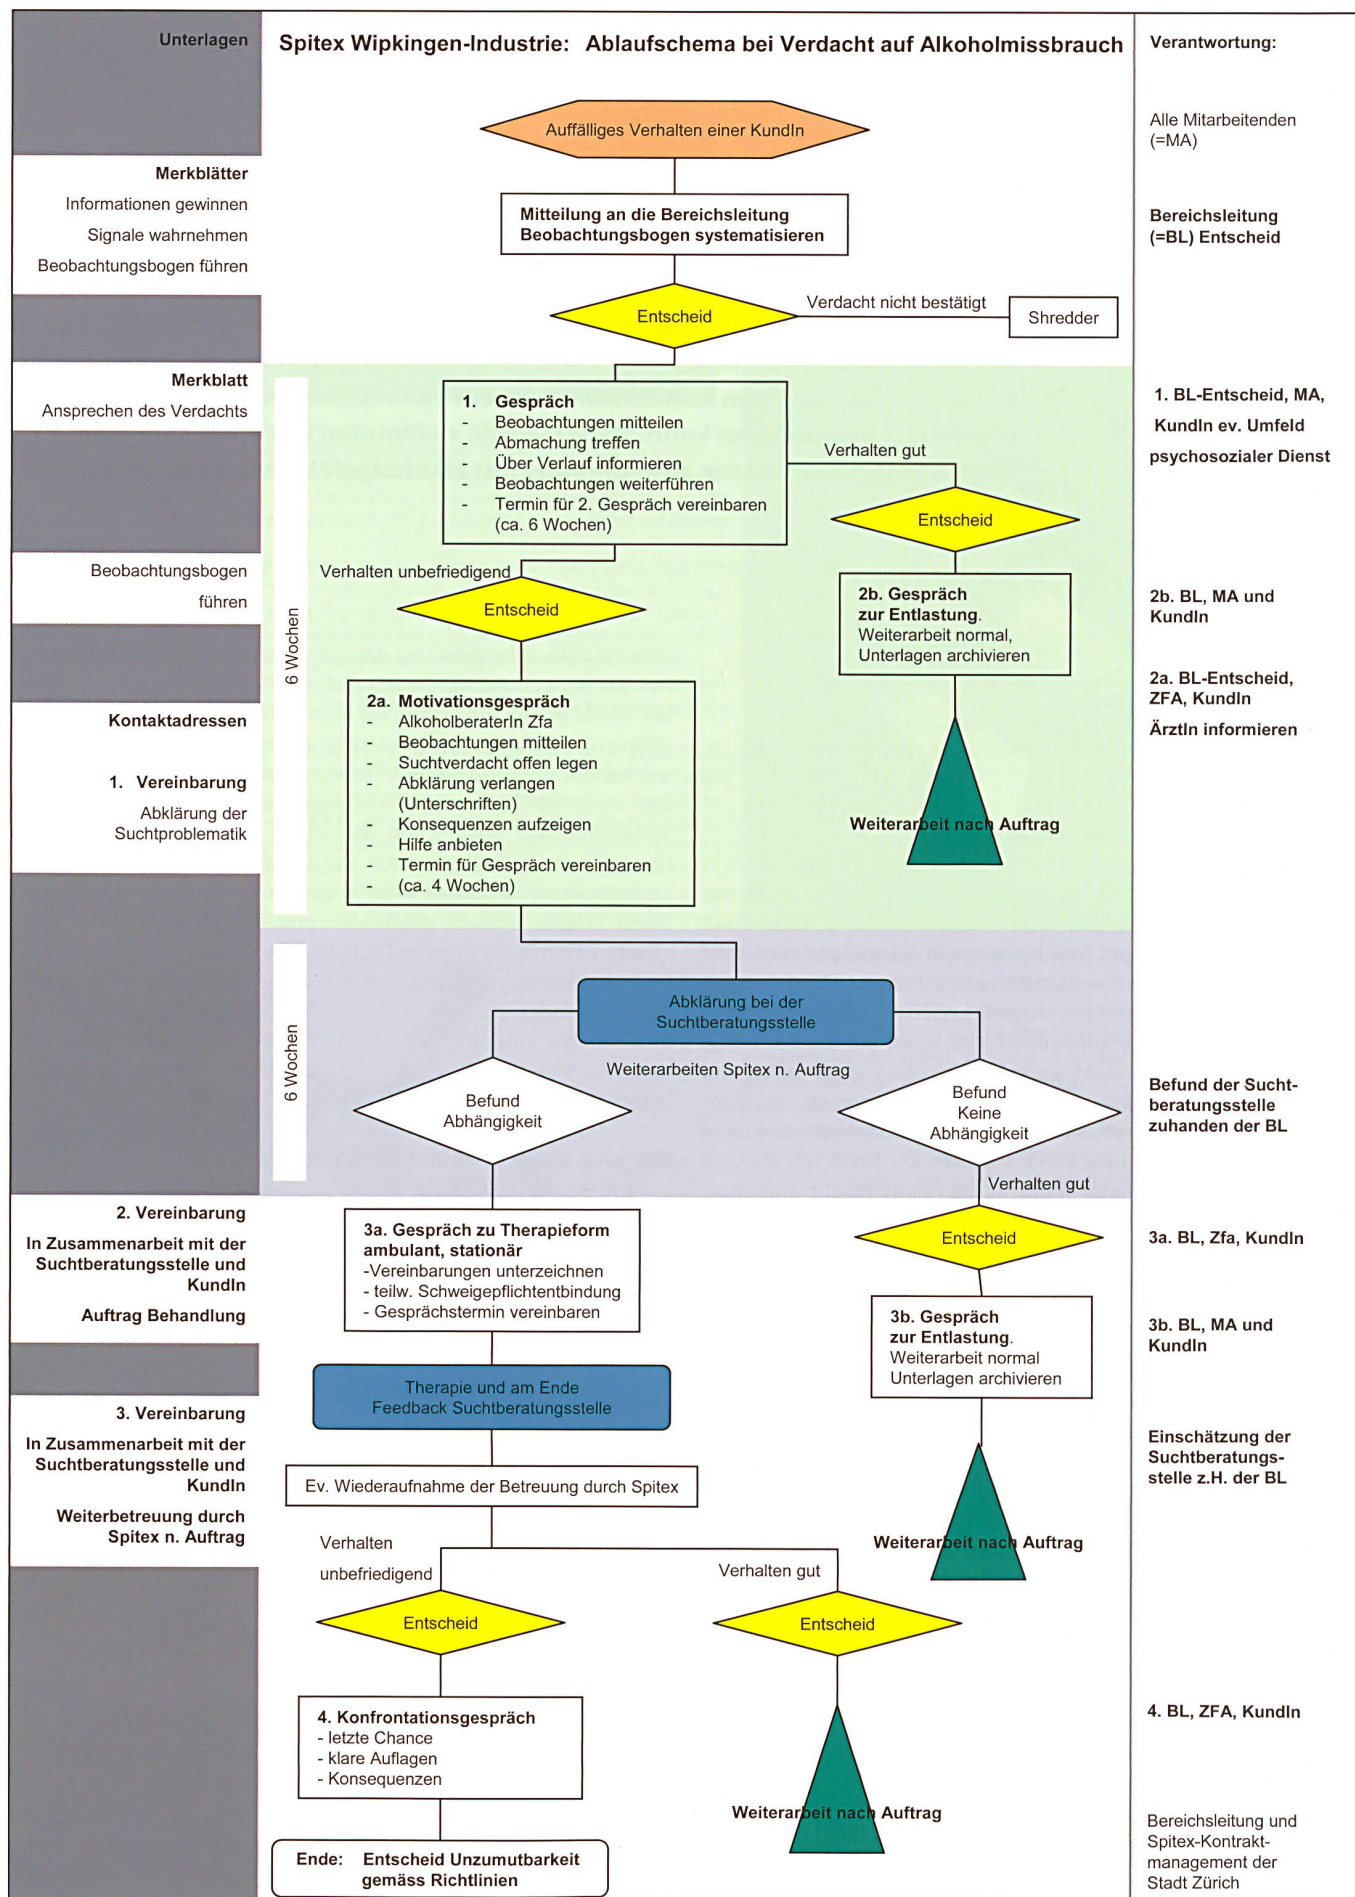 Unterlagen
Spitex Wipkingen-Industrie: Ablaufschema bei Verdacht auf Alkoholmissbrauch
Verantwortung:
Auffälliges Verhalten einer KundIn
Alle Mitarbeitenden
(=MA)
Merkblätter
Informationen gewinnen
Signale wahrnehmen
Beobachtungsbogen führen
Mitteilung an die Bereichsleitung
Beobachtungsbogen systematisieren
Bereichsleitung
(=BL) Entscheid
Entscheid
Verdacht nicht bestätigt
Shredder
Merkblatt
Ansprechen des Verdachts
6 Wochen
1. Gespräch
- Beobachtungen mitteilen
- Abmachung treffen
- Über Verlauf informieren
- Beobachtungen weiterführen
- Termin für 2. Gespräch vereinbaren
(ca. 6 Wochen)
Verhalten gut
1. BL-Entscheid, MA,
KundIn ev. Umfeld
psychosozialer Dienst
Entscheid
Beobachtungsbogen
führen
Verhalten unbefriedigend
Entscheid
2b. Gespräch
zur Entlastung.
Weiterarbeit normal,
Unterlagen archivieren
2b. BL, MA und
KundIn
2a. BL-Entscheid,
ZFA, KundIn
ÄrztIn informieren
Kontaktadressen
1. Vereinbarung
Abklärung der
Suchtproblematik
2a. Motivationsgespräch
- AlkoholberaterIn Zfa
- Beobachtungen mitteilen
- Suchtverdacht offen legen
- Abklärung verlangen
(Unterschriften)
- Konsequenzen aufzeigen
- Hilfe anbieten
- Termin für Gespräch vereinbaren
- (ca. 4 Wochen)
Weiterarbeit nach Auftrag
6 Wochen
Abklärung bei der
Suchtberatungsstelle
Weiterarbeiten Spitex n. Auftrag
Befund
Abhängigkeit
Befund
Keine
Abhängigkeit
Befund der Sucht-
beratungsstelle
zuhanden der BL
Verhalten gut
2. Vereinbarung
In Zusammenarbeit mit der
Suchtberatungsstelle und
KundIn
Auftrag Behandlung
3a. Gespräch zu Therapieform
ambulant, stationär
-Vereinbarungen unterzeichnen
- teilw. Schweigepflichtentbindung
- Gesprächstermin vereinbaren
Entscheid
3a. BL, Zfa, KundIn
3b. Gespräch
zur Entlastung.
Weiterarbeit normal
Unterlagen archivieren
3b. BL, MA und
KundIn
Therapie und am Ende
Feedback Suchtberatungsstelle
3. Vereinbarung
In Zusammenarbeit mit der
Suchtberatungsstelle und
KundIn
Weiterbetreuung durch
Spitex n. Auftrag
Ev. Wiederaufnahme der Betreuung durch Spitex
Einschätzung der
Suchtberatungs-
stelle z.H. der BL
Weiterarbeit nach Auftrag
Verhalten
unbefriedigend
Verhalten gut
Entscheid
Entscheid
4. Konfrontationsgespräch
- letzte Chance
- klare Auflagen
- Konsequenzen
4. BL, ZFA, KundIn
Weiterarbeit nach Auftrag
Ende: Entscheid Unzumutbarkeit
gemäss Richtlinien
Bereichsleitung und
Spitex-Kontrakt-
management der
Stadt Zürich